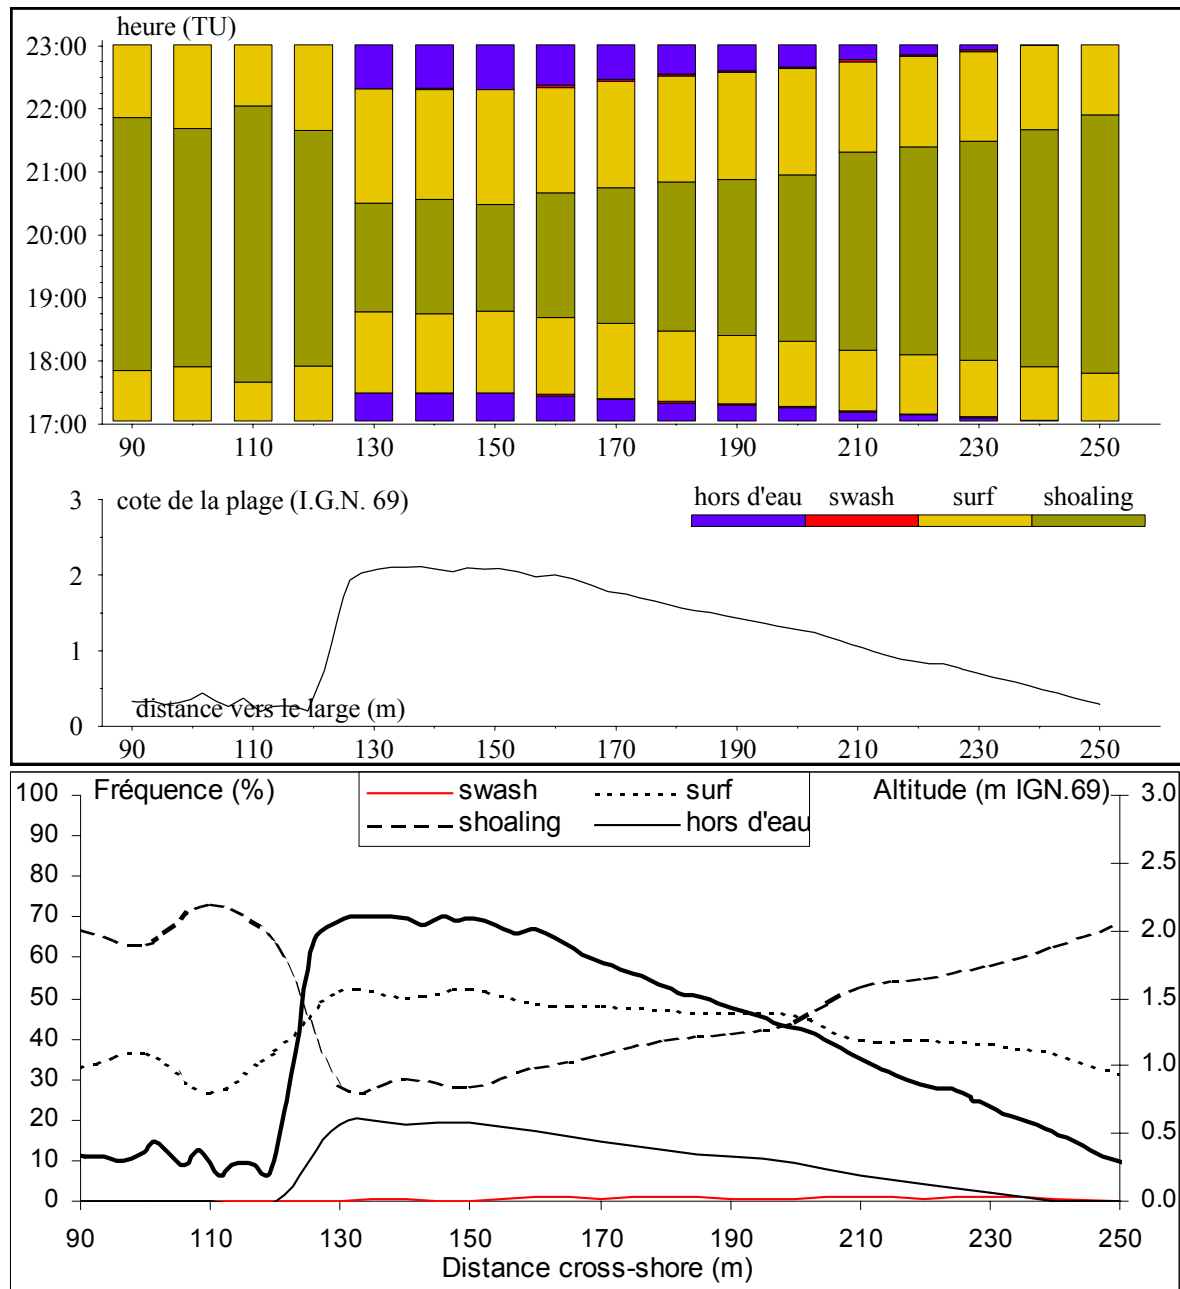 heure (TU)
23:00
22:00
21:00
20:00
19:00
18:00
17:00
90 110 130 150 170 190 210 230 250
3
cote de la plage (I.G.N. 69)
hors d'eau swash surf shoaling
2
1
0
distance vers le large (m)
90 110 130 150 170 190 210 230 250
100 Fréquence (%) swash surf Altitude (m IGN.69) 3.0
90 shoaling hors d'eau
2.5
80
70
2.0
60
50
1.5
40
1.0
30
20
0.5
10
0 0.0
90 110 130 150 170 190 210 230 250
Distance cross-shore (m)